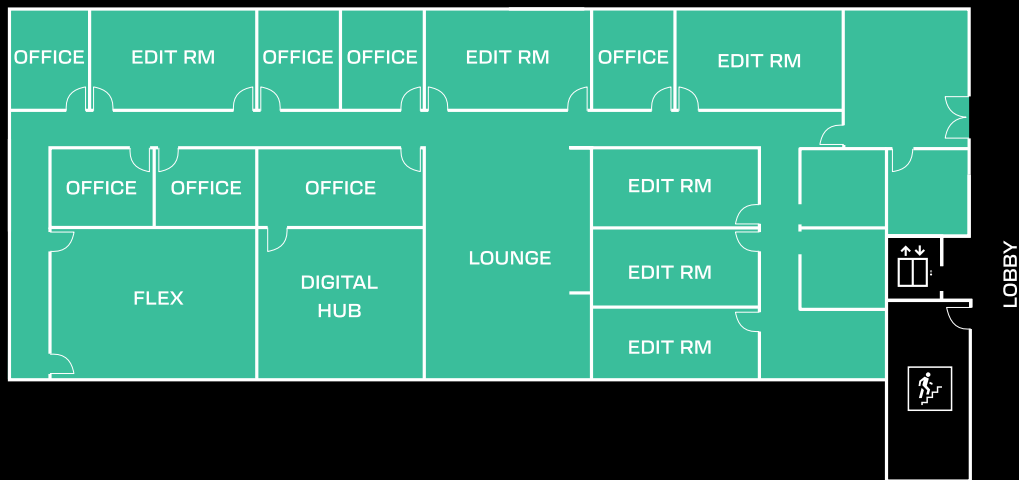 OFFICE
EDIT RM
OFFICE
OFFICE
EDIT RM
OFFICE
EDIT RM
OFFICE
OFFICE
OFFICE
EDIT RM
LOUNGE
EDIT RM
FLEX
DIGITAL
HUB
EDIT RM
LOBBY